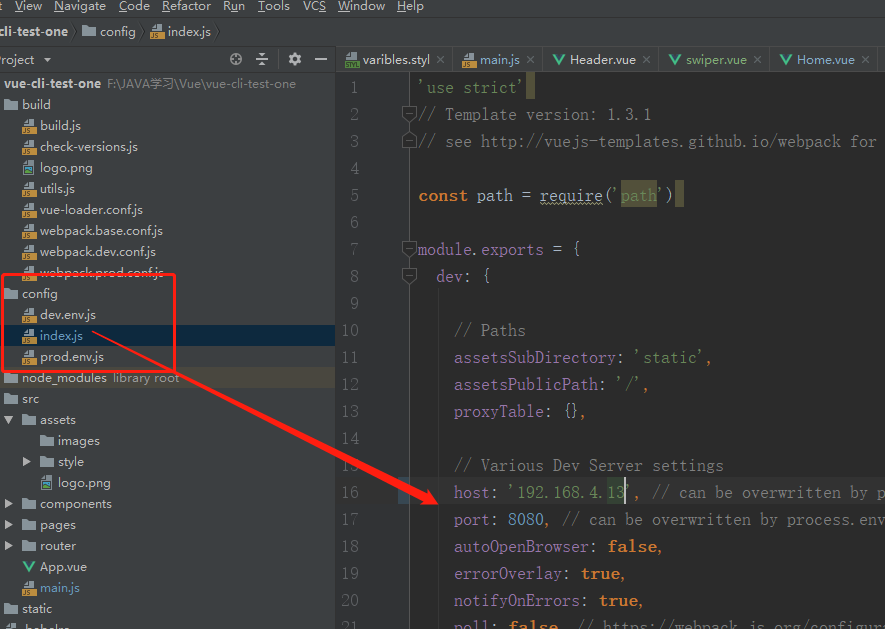 View Navigate Code Refactor Run Tools VCS Window Help
cli-test-one config index.js
Project
varibles.styl main.js Header.vue swiper.vue Home.vue
vue-cli-test-one F:\JAVA学习\Vue\vue-cli-test-one
build
build.js
check-versions.js
logo.png
utils.js
vue-loader.conf.js
webpack.base.conf.js
webpack.dev.conf.js
webpack.prod.conf.js
config
dev.env.js
index.js
prod.env.js
node_modules library root
src
assets
images
style
logo.png
components
pages
router
App.vue
main.js
static
1 'use strict'
2 // Template version: 1.3.1
3 // see http://vuejs-templates.github.io/webpack for
4
5 const path = require('path')
6
7 module.exports = {
8 dev: {
9
10 // Paths
11 assetsSubDirectory: 'static',
12 assetsPublicPath: '/',
13 proxyTable: {},
14
15 // Various Dev Server settings
16 host: '192.168.4.13', // can be overwritten by p
17 port: 8080, // can be overwritten by process.env
18 autoOpenBrowser: false,
19 errorOverlay: true,
20 notifyOnErrors: true,
21 poll: false, // https://webpack.js.org/configur